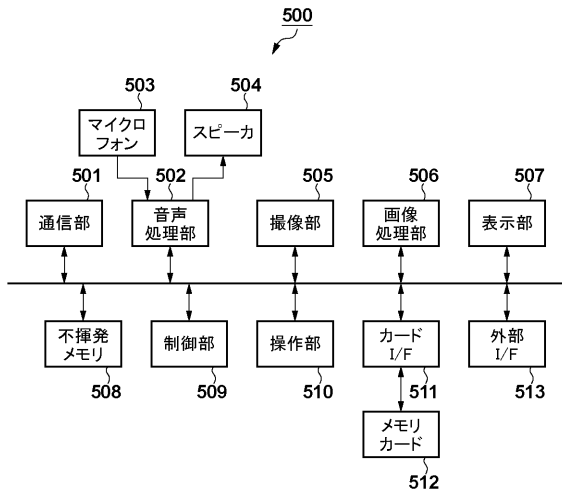 500
503
504
マイクロ
フォン
スピーカ
501
502
505
506
507
通信部
音声
処理部
撮像部
画像
処理部
表示部
不揮発
メモリ
制御部
操作部
カード
I/F
外部
I/F
508
509
510
511
513
メモリ
カード
512